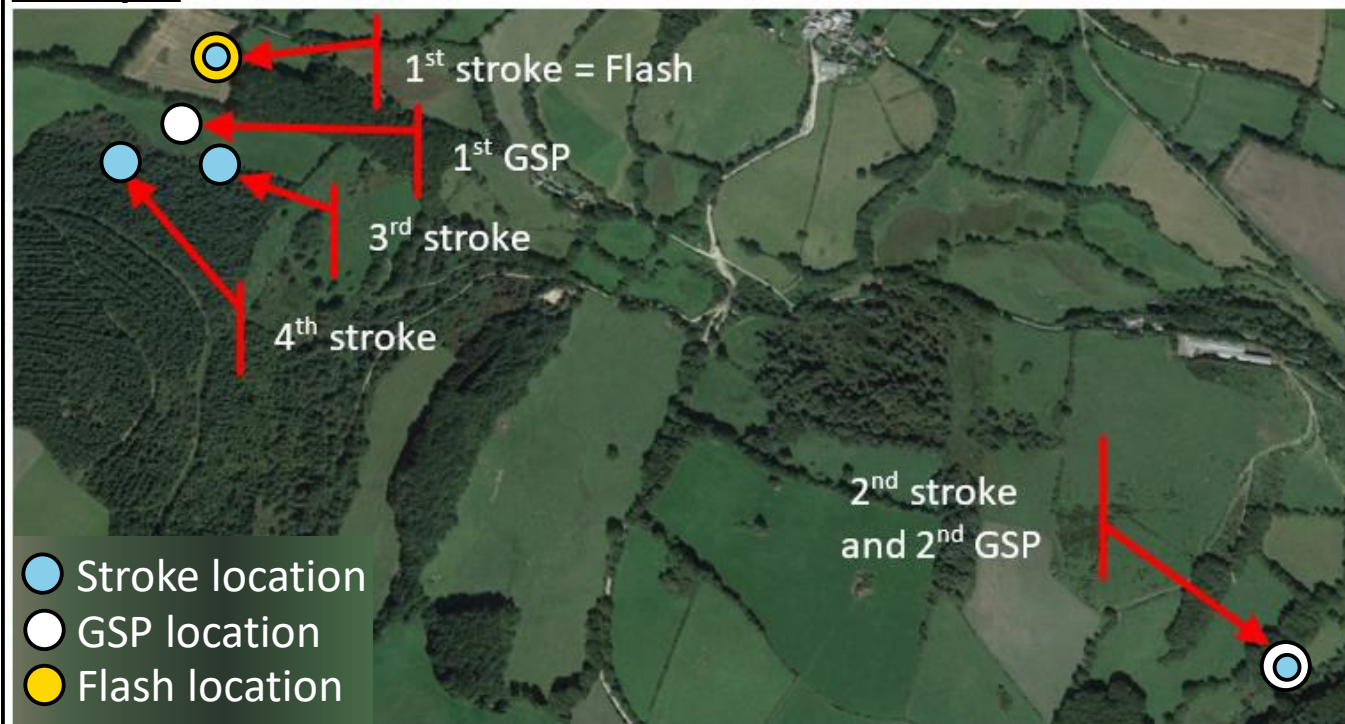 1st stroke = Flash
1st GSP
3rd stroke
4th stroke
2nd stroke
and 2nd GSP
Stroke location
GSP location
Flash location